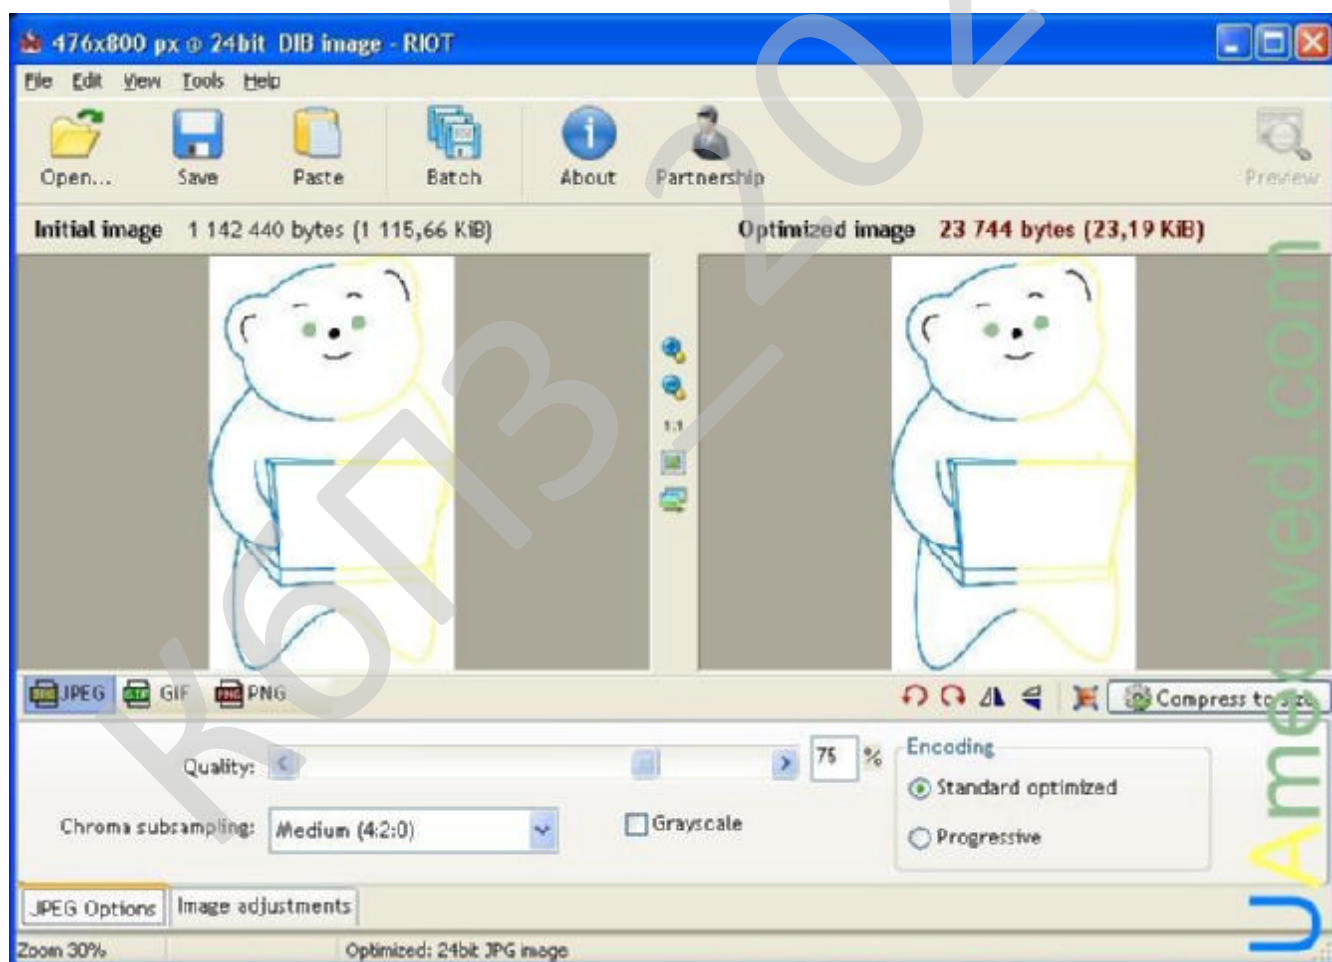 476x800 px @ 24bit DIB image - RIOT
File Edit View Tools Help
Open... Save Paste Batch About Partnership Preview
Initial image 1 142 440 bytes (1 115,66 KiB) Optimized image 23 744 bytes (23,19 KiB)
1:1
JPEG GIF PNG Compress to size
Quality: 75 % Encoding
Standard optimized
Chroma subsampling: Medium (4:2:0) Grayscale
Progressive
JPEG Options Image adjustments
Zoom 30% Optimized: 24bit JPG image
UAmedwed.com
КбПЗ_202